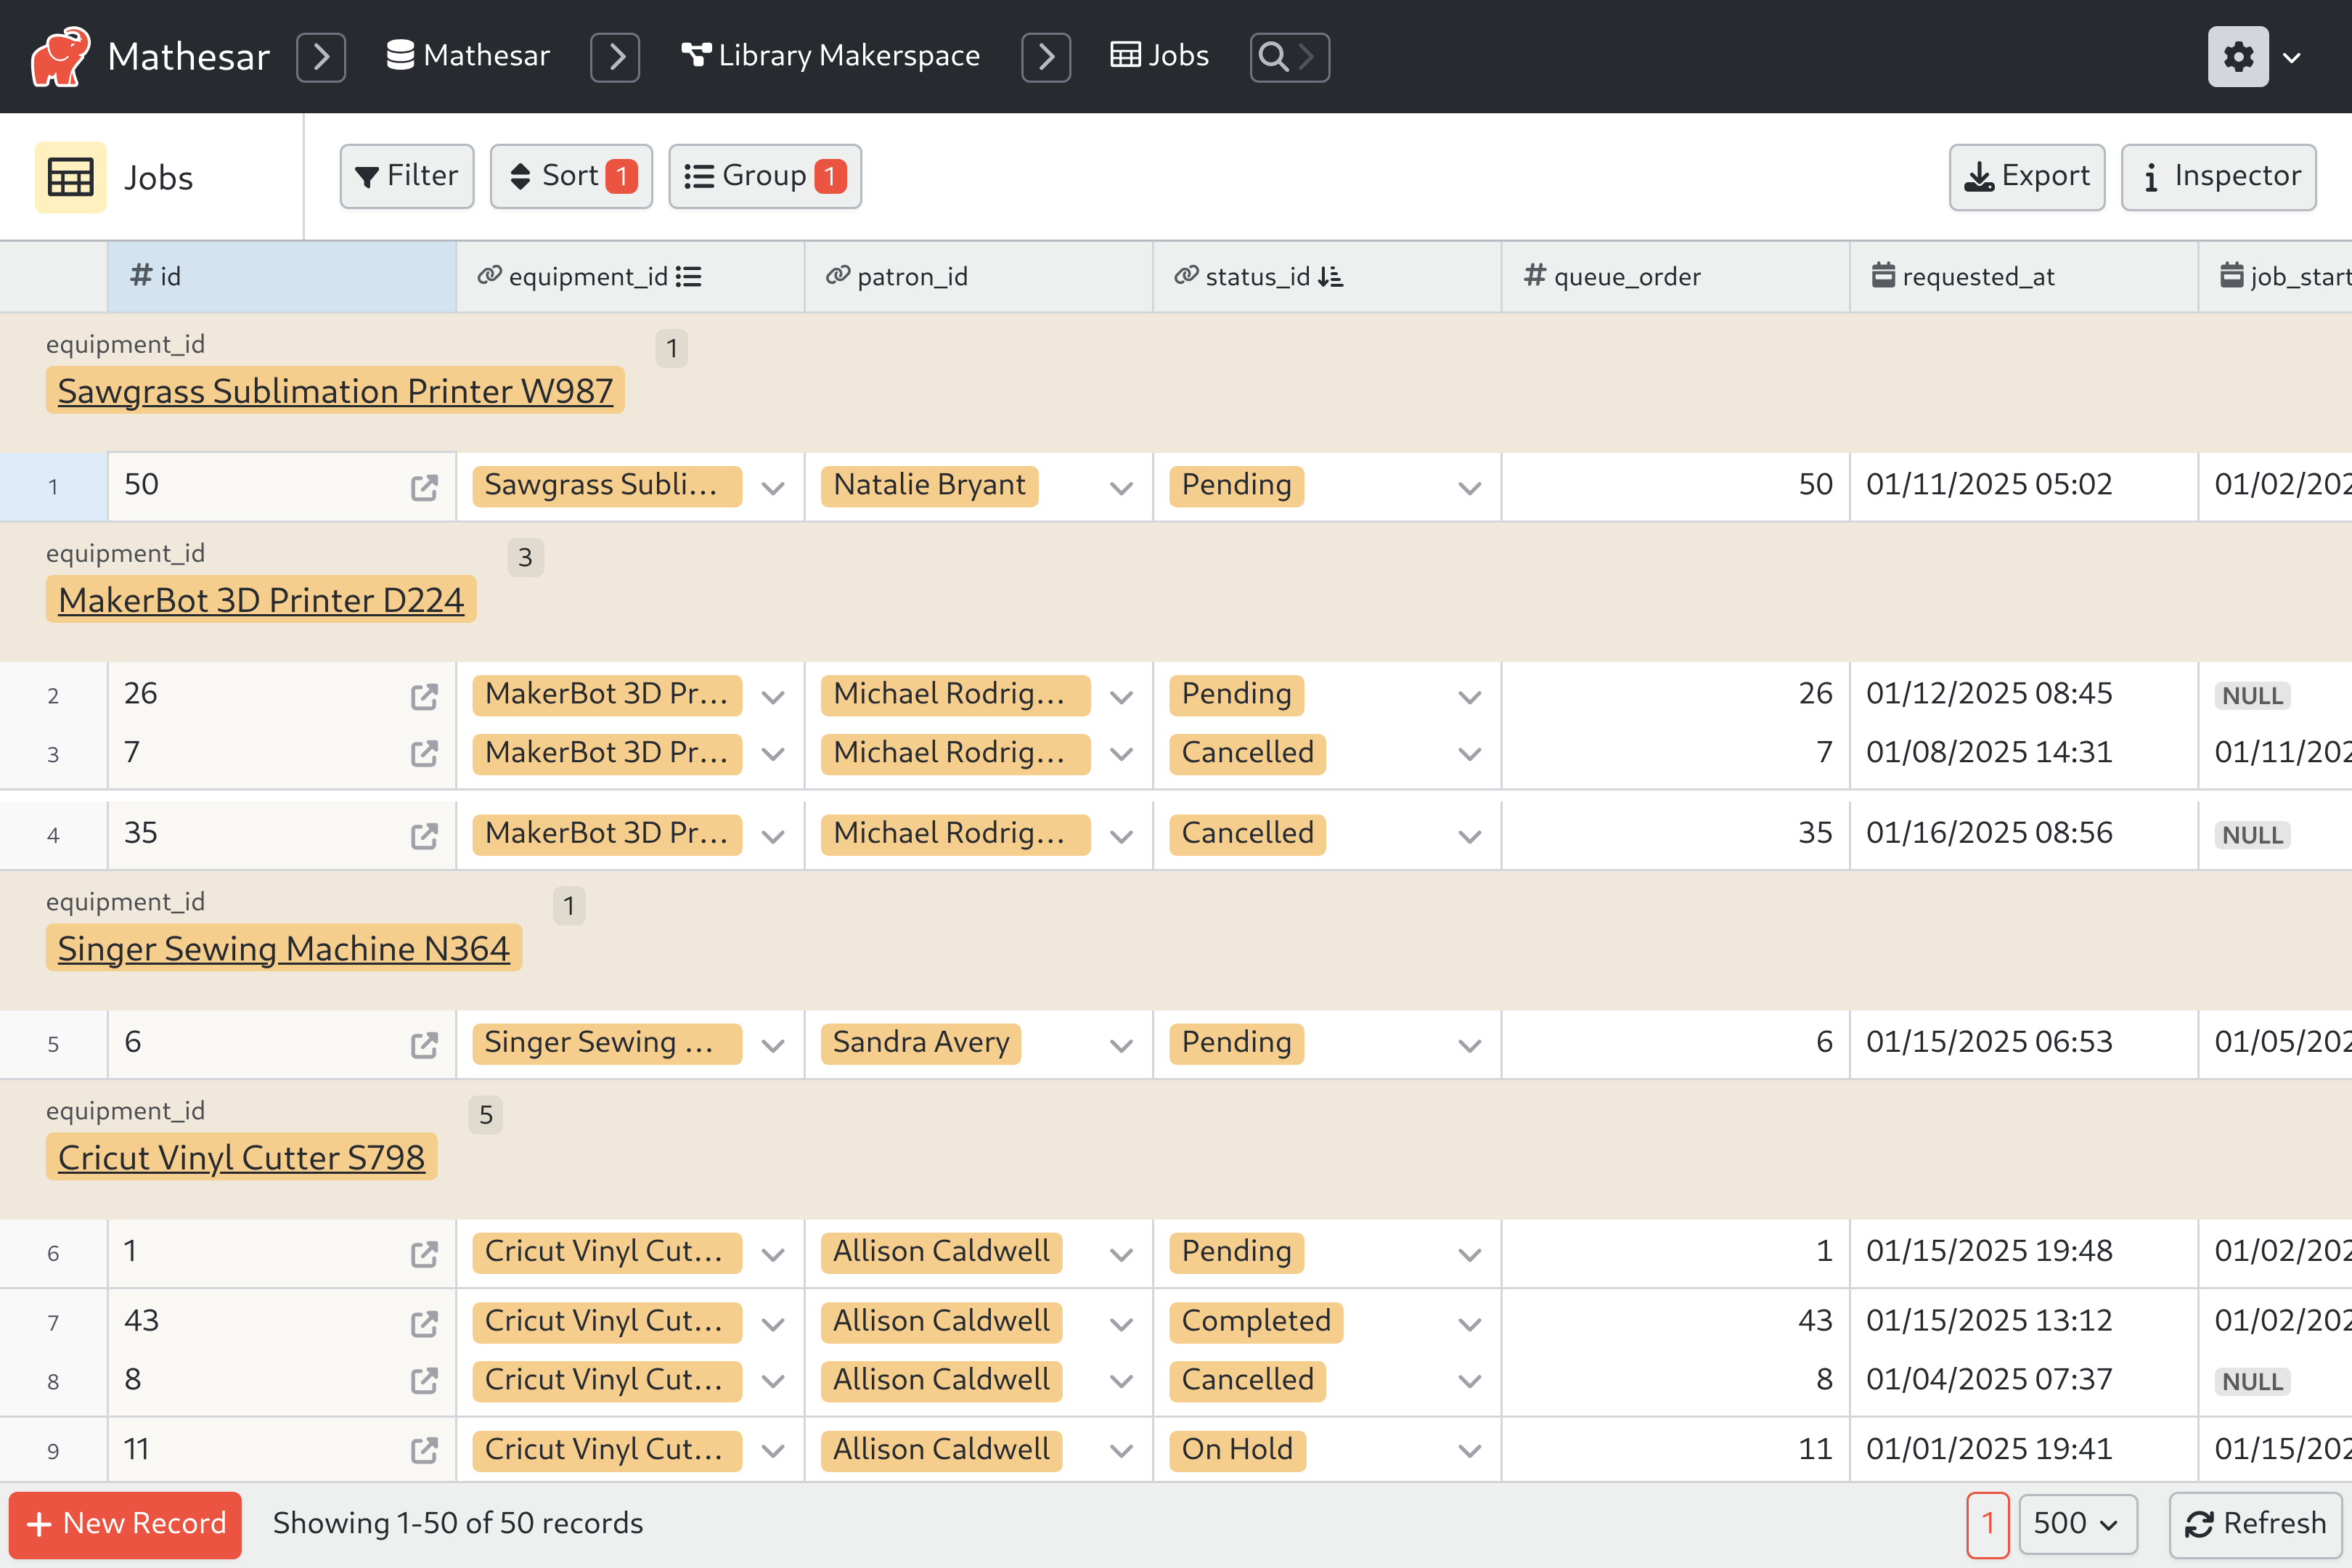 Mathesar Mathesar Library Makerspace Jobs
Jobs Filter Sort 1 Group 1 Export Inspector
# id equipment_id patron_id status_id # queue_order requested_at job_start
equipment_id 1
Sawgrass Sublimation Printer W987
1 50 Sawgrass Subli... Natalie Bryant Pending 50 01/11/2025 05:02 01/02/202
equipment_id 3
MakerBot 3D Printer D224
2 26 MakerBot 3D Pr... Michael Rodrig... Pending 26 01/12/2025 08:45 NULL
3 7 MakerBot 3D Pr... Michael Rodrig... Cancelled 7 01/08/2025 14:31 01/11/202
4 35 MakerBot 3D Pr... Michael Rodrig... Cancelled 35 01/16/2025 08:56 NULL
equipment_id 1
Singer Sewing Machine N364
5 6 Singer Sewing ... Sandra Avery Pending 6 01/15/2025 06:53 01/05/202
equipment_id 5
Cricut Vinyl Cutter S798
6 1 Cricut Vinyl Cut... Allison Caldwell Pending 1 01/15/2025 19:48 01/02/202
7 43 Cricut Vinyl Cut... Allison Caldwell Completed 43 01/15/2025 13:12 01/02/202
8 8 Cricut Vinyl Cut... Allison Caldwell Cancelled 8 01/04/2025 07:37 NULL
9 11 Cricut Vinyl Cut... Allison Caldwell On Hold 11 01/01/2025 19:41 01/15/202
+ New Record Showing 1-50 of 50 records 1 500 Refresh